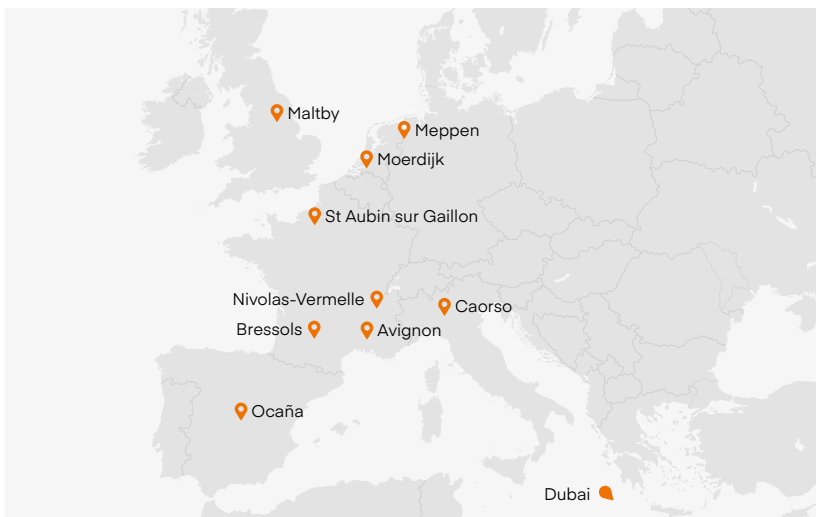 Maltby
Meppen
Moerdijk
St Aubin sur Gaillon
Nivolas-Vermelle
Caorso
Bressols
Avignon
Ocaña
Dubai